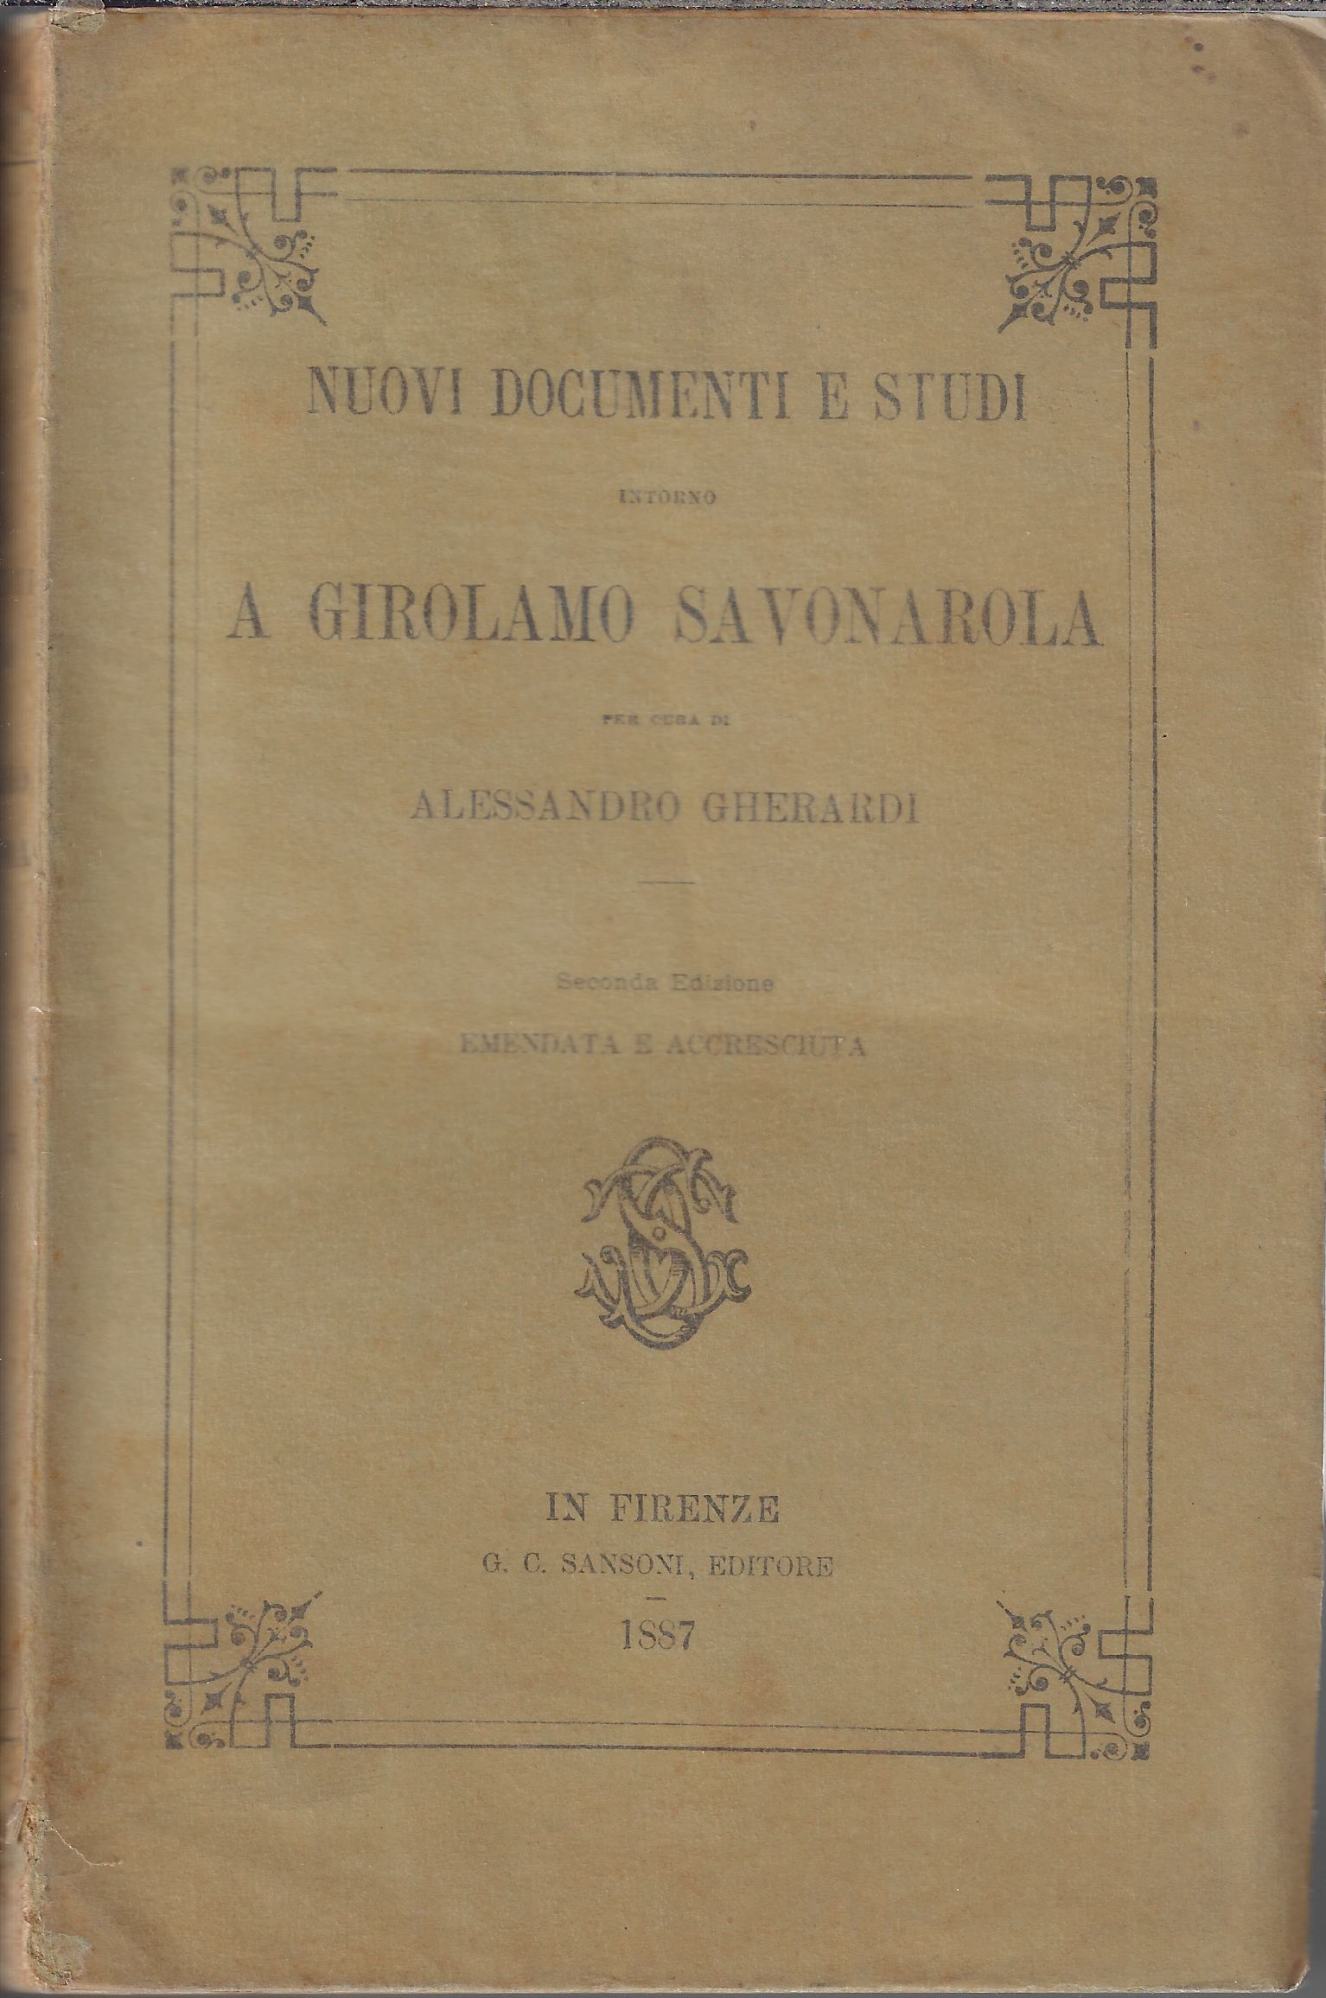 NUOVI DOCUMENTI E STUDI
INTORNO
A GIROLAMO SAVONAROLA
PER CURA DI
ALESSANDRO GHERARDI
Seconda Edizione
EMENDATA E ACCRESCIUTA
IN FIRENZE
G. C. SANSONI, EDITORE
1887